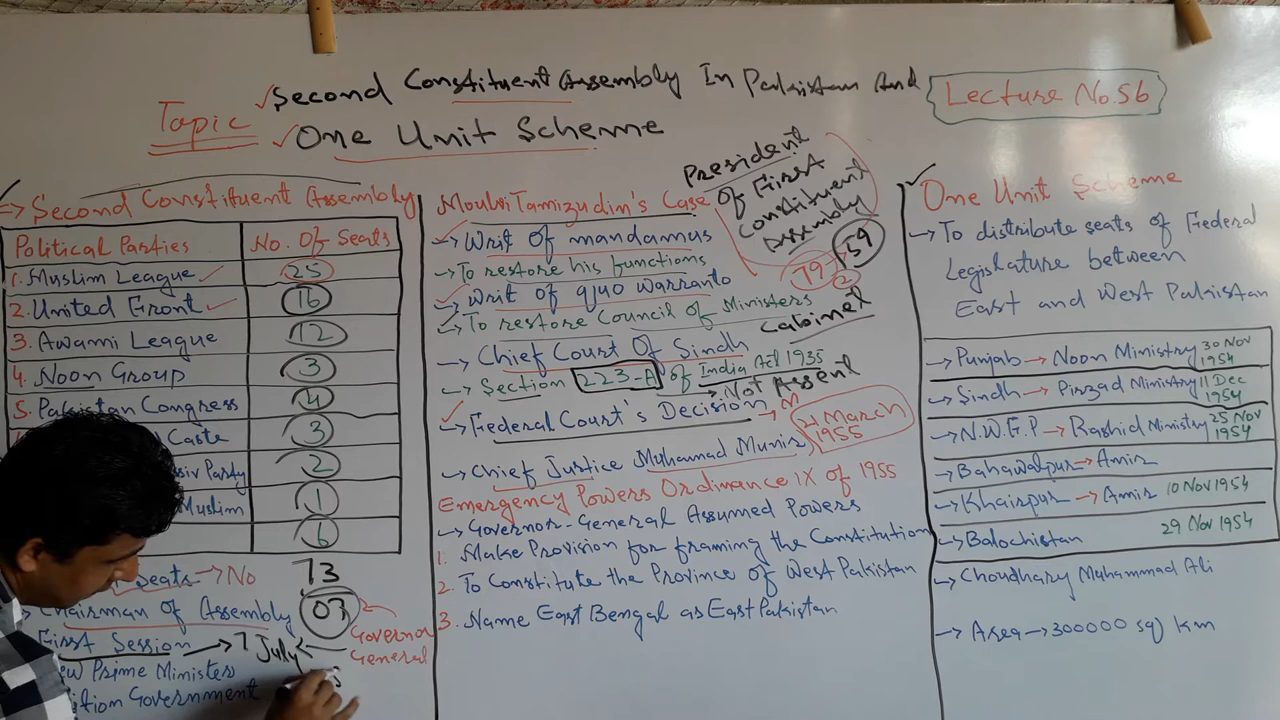 Topic
✓Second Constituent Assembly In Pakistan And
✓One Unit Scheme
Lecture No.56
⇒ Second Constituent Assembly
Political Parties No. Of Seats
1. Muslim League 25
2. United Front 16
3. Awami League 12
4. Noon Group 3
5. Pakistan Congress 4
Caste 3
Party 2
Muslim 1
6
Seats → No 73
Chairman of Assembly 07
Governor General
First Session → 7 July
New Prime Minister
Government
Moulvi Tamizudin's Case
President Of First Constituent Assembly
→ Writ Of mandamus
→ To restore his functions
→ Writ Of quo warranto
→ To restore Council of Ministers
79 59
2
Cabinet
→ Chief Court Of Sindh
→ Section 223-A of India Act 1935
→ Not Assent
→ Federal Court's Decision →
21 March 1955
→ Chief Justice Muhammad Munir
Emergency Powers Ordinance IX of 1955
→ Governor-General Assumed Powers
1. Make Provision for framing the Constitution
2. To Constitute the Province of West Pakistan
3. Name East Bengal as East Pakistan
One Unit Scheme
→ To distribute seats of Federal
Legislature between
East and West Pakistan
→ Punjab → Noon Ministry 30 Nov 1954
→ Sindh → Pirzad Ministry 11 Dec 1954
→ N.W.F.P → Rashid Ministry 25 Nov 1954
→ Bahawalpur → Amir
→ Khairpur → Amir 10 Nov 1954
→ Balochistan 29 Nov 1954
→ Choudhary Muhammad Ali
→ Area → 300000 sq Km